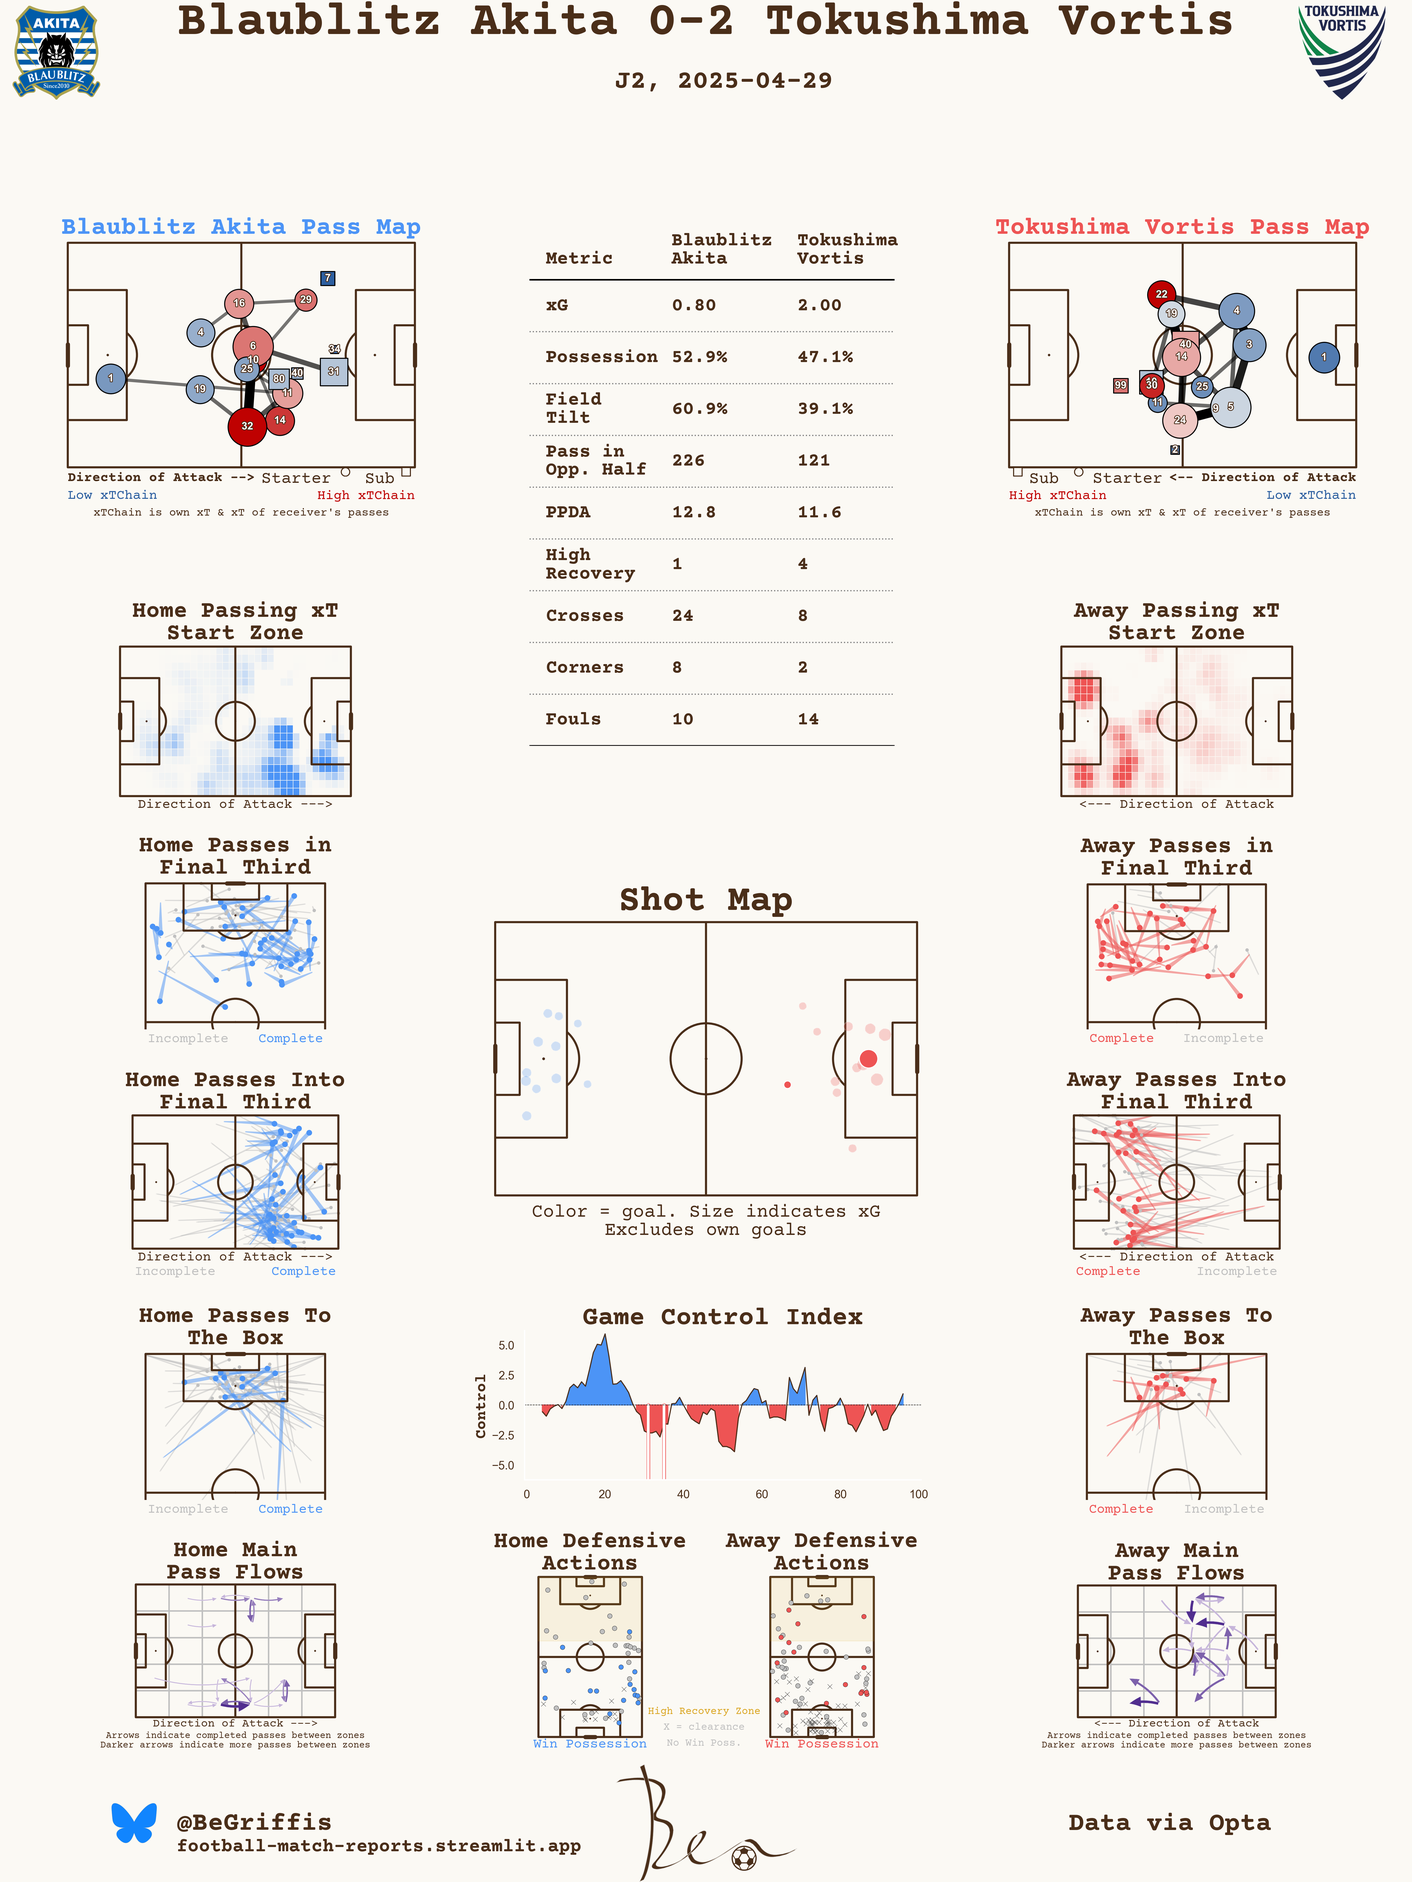 Blaublitz Akita 0-2 Tokushima Vortis
J2, 2025-04-29
AKITA
BLAUBLITZ
Since2010
TOKUSHIMA
VORTIS
Blaublitz Akita Pass Map
7
16
29
4
6
34
10
25
40
31
1
80
19
11
14
32
Direction of Attack --> Starter Sub
Low xTChain High xTChain
xTChain is own xT & xT of receiver's passes
Metric Blaublitz Akita Tokushima Vortis
xG 0.80 2.00
Possession 52.9% 47.1%
Field Tilt 60.9% 39.1%
Pass in Opp. Half 226 121
PPDA 12.8 11.6
High Recovery 1 4
Crosses 24 8
Corners 8 2
Fouls 10 14
Tokushima Vortis Pass Map
22
19
4
40
3
14
1
99
30
25
11
9
5
24
2
Sub Starter <-- Direction of Attack
High xTChain Low xTChain
xTChain is own xT & xT of receiver's passes
Home Passing xT
Start Zone
Direction of Attack --->
Away Passing xT
Start Zone
<--- Direction of Attack
Home Passes in
Final Third
Incomplete Complete
Away Passes in
Final Third
Complete Incomplete
Shot Map
Color = goal. Size indicates xG
Excludes own goals
Home Passes Into
Final Third
Direction of Attack --->
Incomplete Complete
Away Passes Into
Final Third
<--- Direction of Attack
Complete Incomplete
Home Passes To
The Box
Incomplete Complete
Game Control Index
Control
5.0
2.5
0.0
−2.5
−5.0
0 20 40 60 80 100
Away Passes To
The Box
Complete Incomplete
Home Main
Pass Flows
Direction of Attack --->
Arrows indicate completed passes between zones
Darker arrows indicate more passes between zones
Home Defensive
Actions
Win Possession
Away Defensive
Actions
Win Possession
High Recovery Zone
X = clearance
No Win Poss.
Away Main
Pass Flows
<--- Direction of Attack
Arrows indicate completed passes between zones
Darker arrows indicate more passes between zones
@BeGriffis
football-match-reports.streamlit.app
Ben
Data via Opta